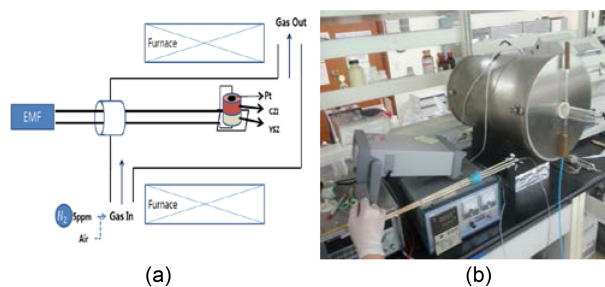 Gas Out
Furnace
Pt
CZI
YSZ
EMF
Furnace
H₂ 5ppm
Gas In
Air
(a)
(b)